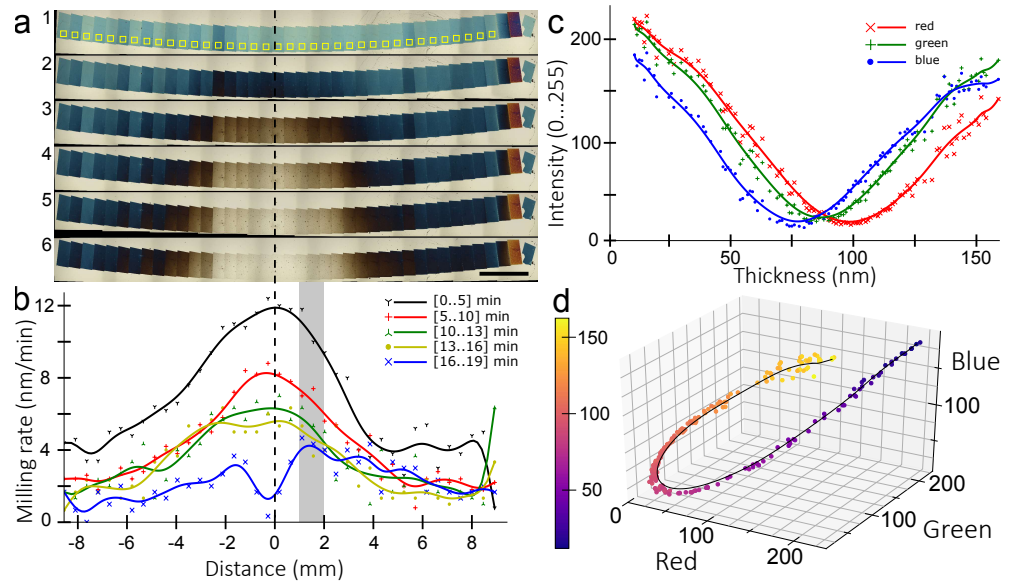 a
1
2
3
4
5
6
b
12
8
4
0
Milling rate (nm/min)
[0..5] min
[5..10] min
[10..13] min
[13..16] min
[16..19] min
-8 -6 -4 -2 0 2 4 6 8
Distance (mm)
c
200
100
0
Intensity (0...255)
red
green
blue
0 50 100 150
Thickness (nm)
d
150
100
50
Blue
100
200
100
Green
0
100
200
Red